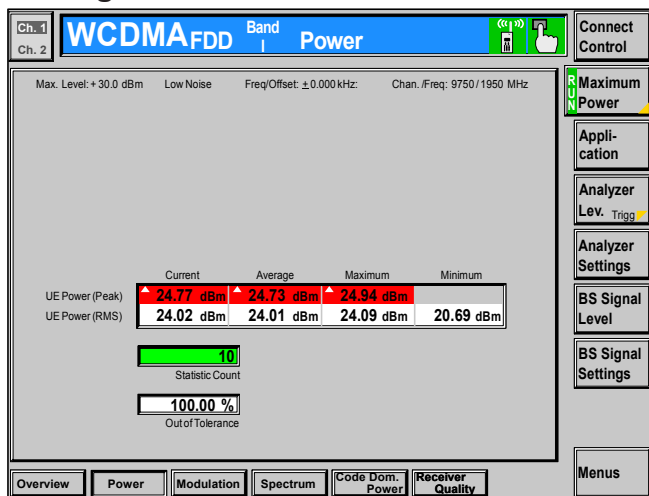 Ch. 1
Ch. 2
WCDMA FDD Band I Power
Connect Control
Max. Level: + 30.0 dBm Low Noise Freq/Offset: ± 0.000 kHz: Chan. /Freq: 9750 / 1950 MHz
RUN Maximum Power
Appli-
cation
Analyzer
Lev. Trigg
Analyzer
Settings
Current Average Maximum Minimum
UE Power (Peak) 24.77 dBm 24.73 dBm 24.94 dBm
UE Power (RMS) 24.02 dBm 24.01 dBm 24.09 dBm 20.69 dBm
BS Signal
Level
10
Statistic Count
BS Signal
Settings
100.00 %
Out of Tolerance
Menus
Overview Power Modulation Spectrum Code Dom. Power Receiver Quality